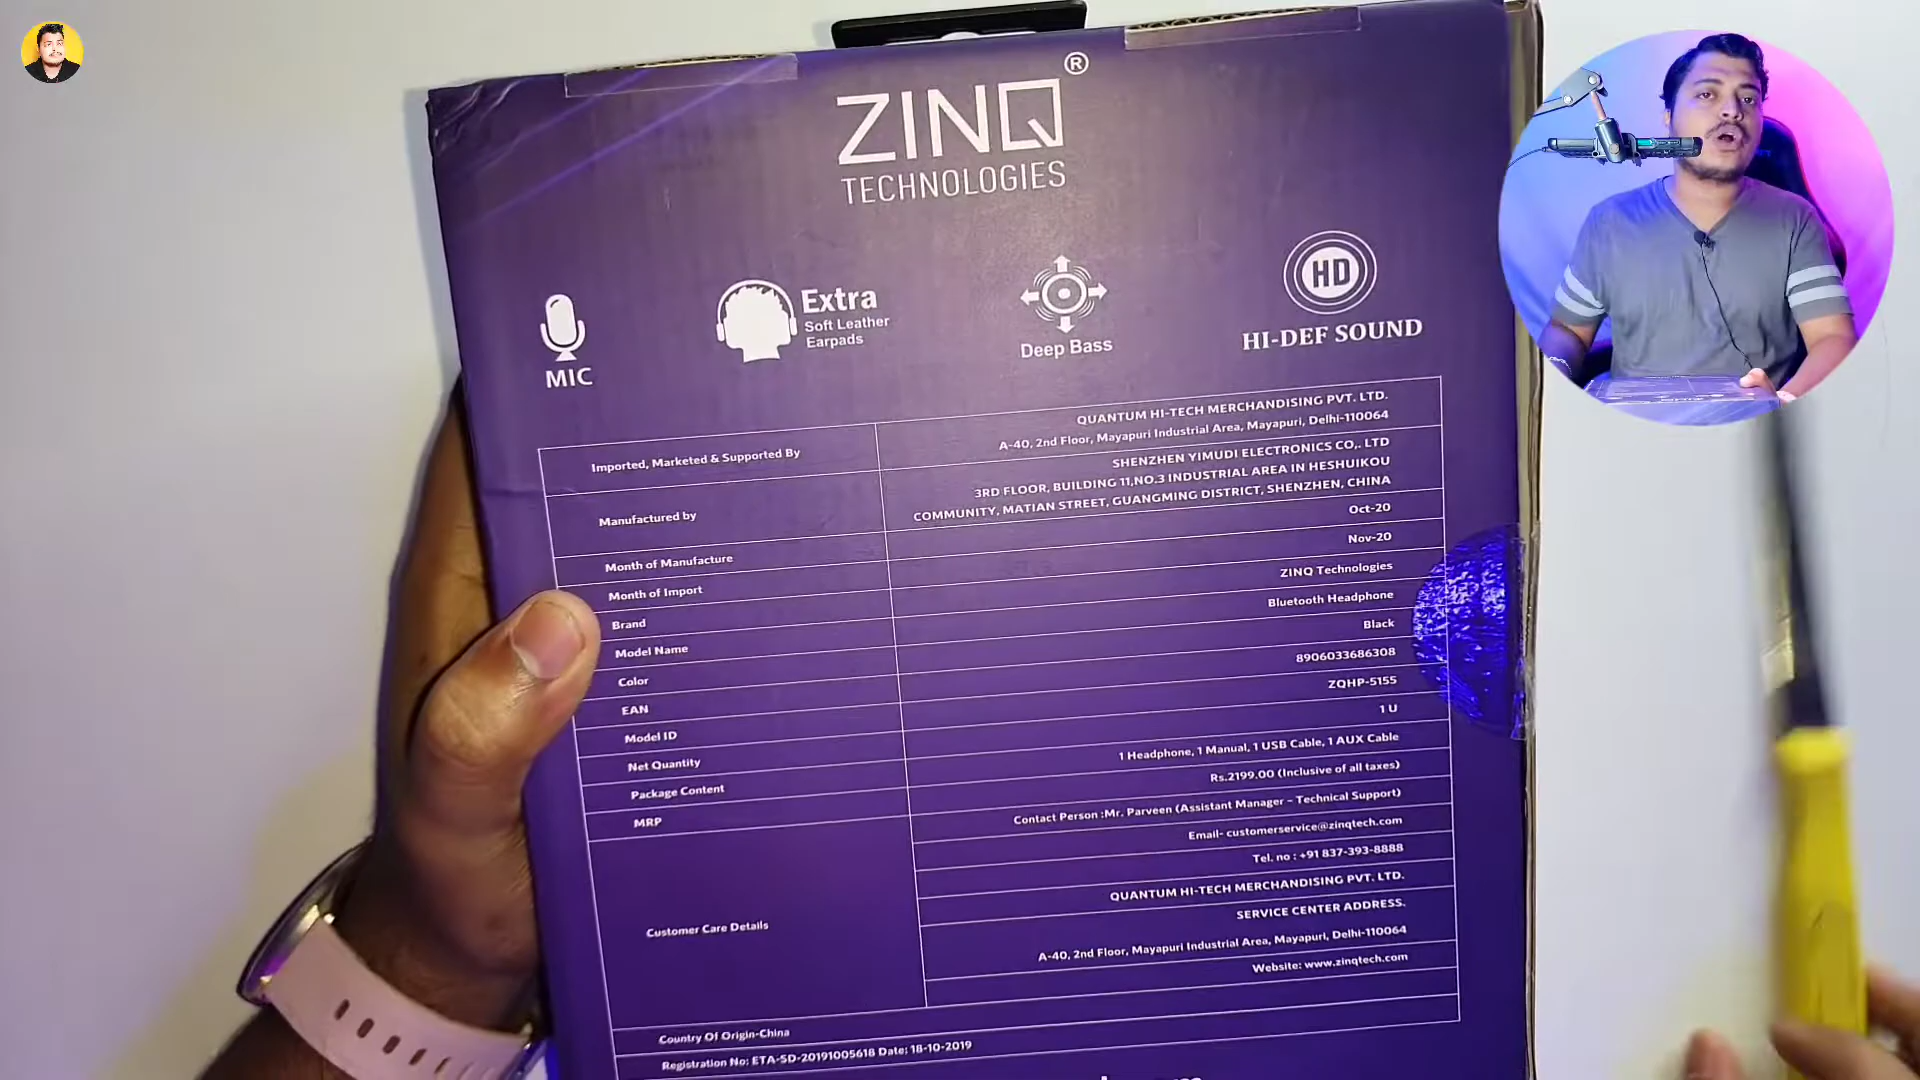 ZINQ®
TECHNOLOGIES
MIC
Extra
Soft Leather
Earpads
Deep Bass
HD
HI-DEF SOUND
Imported, Marketed & Supported By
QUANTUM HI-TECH MERCHANDISING PVT. LTD.
A-40, 2nd Floor, Mayapuri Industrial Area, Mayapuri, Delhi-110064
Manufactured by
SHENZHEN YIMUDI ELECTRONICS CO,. LTD
3RD FLOOR, BUILDING 11,NO.3 INDUSTRIAL AREA IN HESHUIKOU
COMMUNITY, MATIAN STREET, GUANGMING DISTRICT, SHENZHEN, CHINA
Month of Manufacture
Oct-20
Month of Import
Nov-20
Brand
ZINQ Technologies
Model Name
Bluetooth Headphone
Color
Black
EAN
8906033686308
Model ID
ZQHP-5155
Net Quantity
1 U
Package Content
1 Headphone, 1 Manual, 1 USB Cable, 1 AUX Cable
MRP
Rs.2199.00 (Inclusive of all taxes)
Customer Care Details
Contact Person :Mr. Parveen (Assistant Manager – Technical Support)
Email- customerservice@zinqtech.com
Tel. no : +91 837-393-8888
QUANTUM HI-TECH MERCHANDISING PVT. LTD.
SERVICE CENTER ADDRESS.
A-40, 2nd Floor, Mayapuri Industrial Area, Mayapuri, Delhi-110064
Website: www.zinqtech.com
Country Of Origin-China
Registration No: ETA-SD-20191005618 Date: 18-10-2019